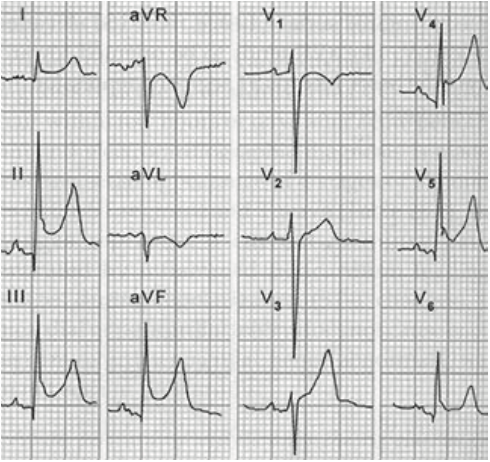 I aVR V₁ V₄
II aVL V₂ V₅
III aVF V₃ V₆